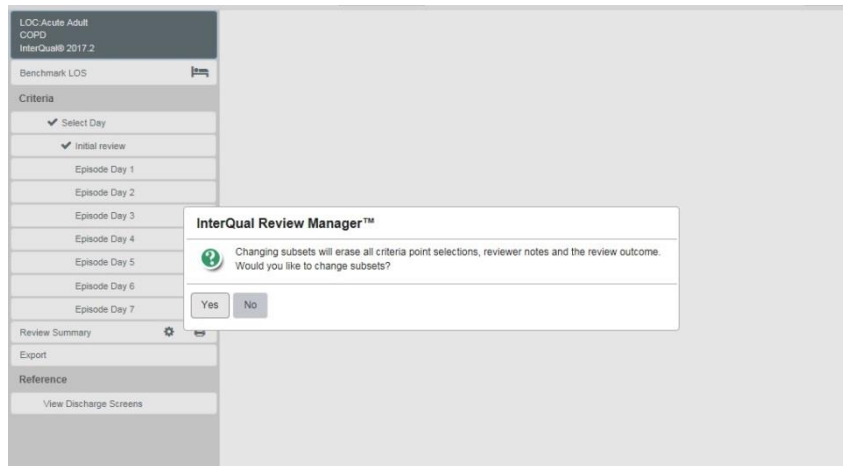 LOC:Acute Adult
COPD
InterQual® 2017.2
Benchmark LOS
Criteria
Select Day
Initial review
Episode Day 1
Episode Day 2
Episode Day 3
Episode Day 4
Episode Day 5
Episode Day 6
Episode Day 7
Review Summary
Export
Reference
View Discharge Screens
InterQual Review Manager™
Changing subsets will erase all criteria point selections, reviewer notes and the review outcome.
Would you like to change subsets?
Yes No